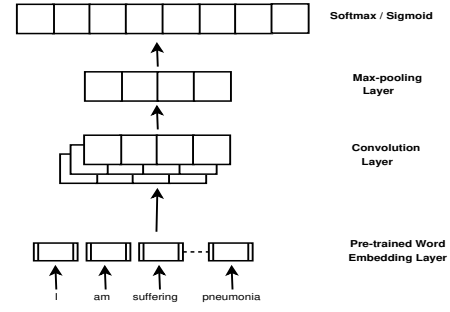 Softmax / Sigmoid
Max-pooling
Layer
Convolution
Layer
Pre-trained Word
Embedding Layer
I am suffering pneumonia